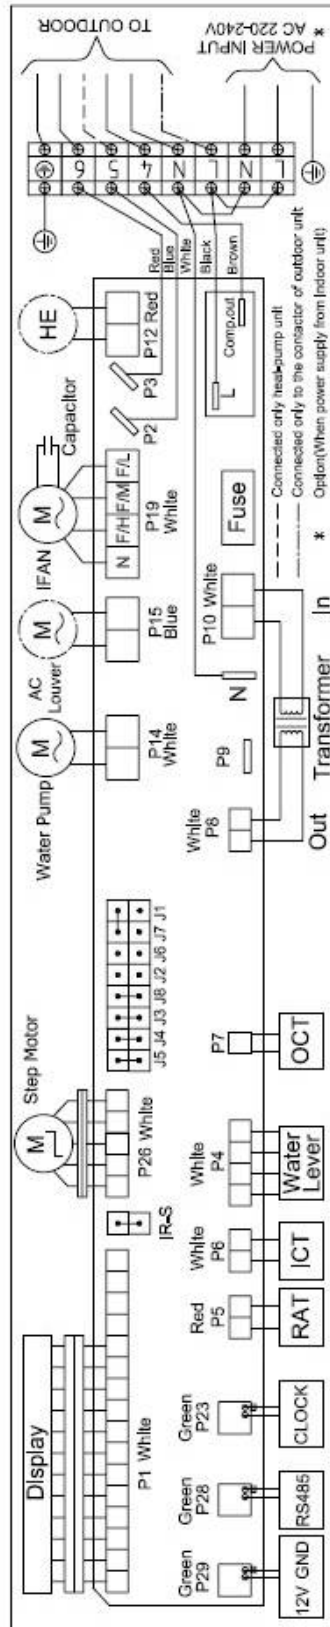 TO OUTDOOR
POWER INPUT
* AC 220-240V
6 5 4 N L N L
Red
Blue
White
Black
Brown
HE
P12 Red
P3
P2
Comp.out
L
Capacitor
M
IFAN
N F/H F/M F/L
P19
White
Fuse
Connected only heat-pump unit
Connected only to the contactor of outdoor unit
* Option(When power supply from Indoor unit)
M
AC
Louver
P15
Blue
P10 White
In
M
Water Pump
P14
White
N
P9
White
P8
Transformer
Out
J5 J4 J3 J8 J2 J6 J7 J1
P7
OCT
Step Motor
M
P26 White
White
P4
Water
Lever
IR-S
White
P6
ICT
Red
P5
RAT
Display
P1 White
Green
P23
CLOCK
Green
P28
RS485
Green
P29
12V GND